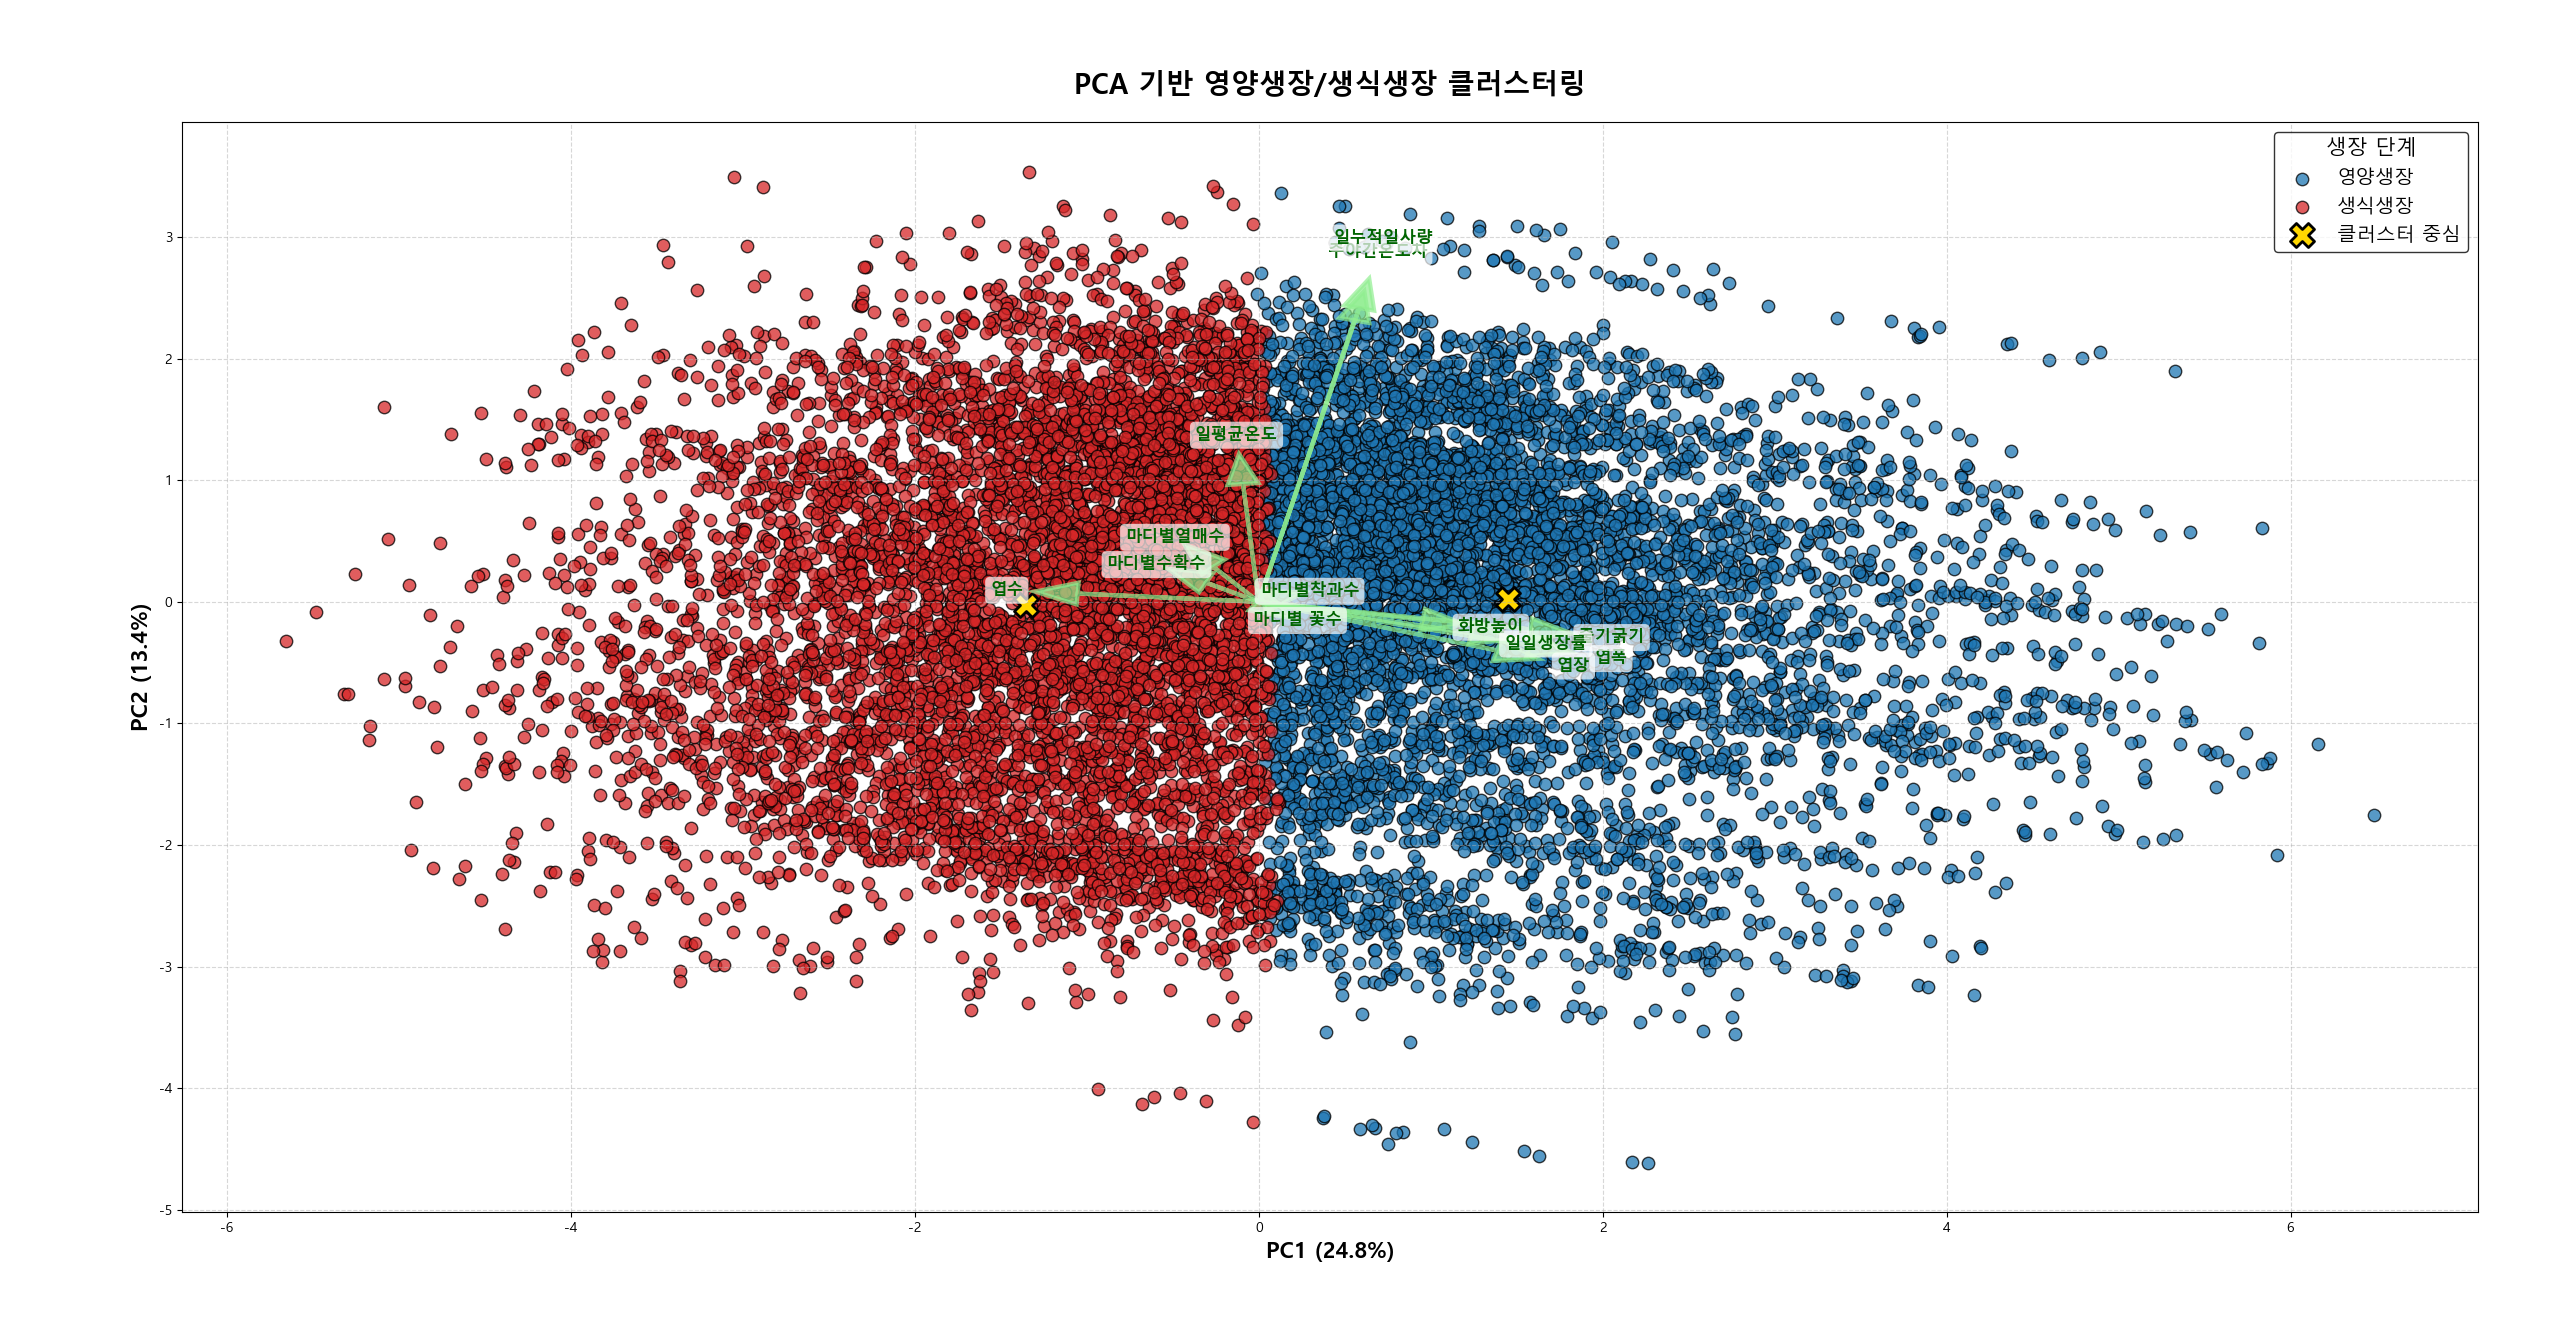 PCA 기반 영양생장/생식생장 클러스터링
생장 단계
영양생장
생식생장
클러스터 중심
일누적일사량
주야간온도차
일평균온도
마디별열매수
마디별수확수
엽수
마디별착과수
마디별 꽃수
화방높이
줄기굵기
일일생장률
엽장
엽폭
3
2
1
0
-1
-2
-3
-4
-5
PC2 (13.4%)
-6
-4
-2
0
2
4
6
PC1 (24.8%)